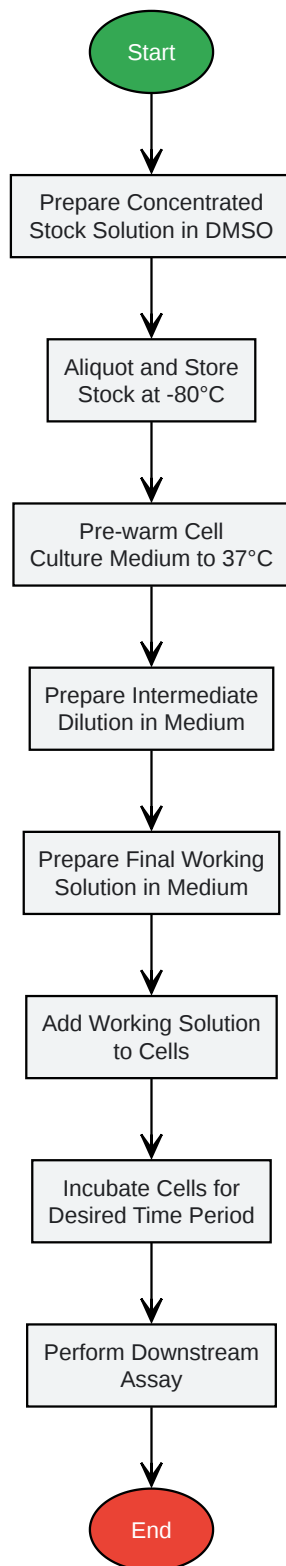 Start
Prepare Concentrated
Stock Solution in DMSO
Aliquot and Store
Stock at -80°C
Pre-warm Cell
Culture Medium to 37°C
Prepare Intermediate
Dilution in Medium
Prepare Final Working
Solution in Medium
Add Working Solution
to Cells
Incubate Cells for
Desired Time Period
Perform Downstream
Assay
End